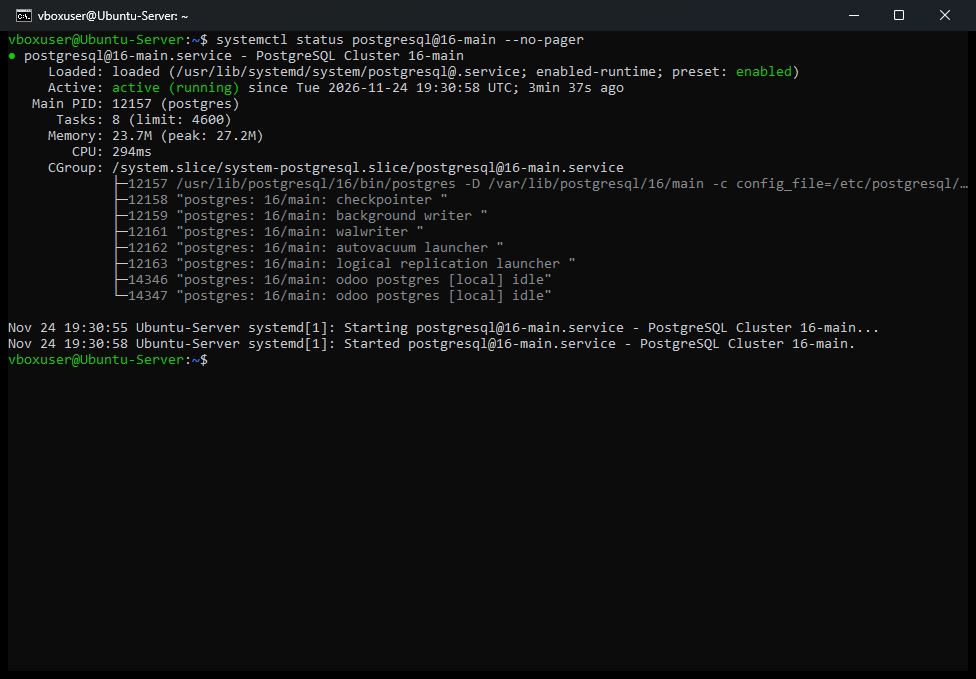 vboxuser@Ubuntu-Server: ~
vboxuser@Ubuntu-Server:~$ systemctl status postgresql@16-main --no-pager
● postgresql@16-main.service - PostgreSQL Cluster 16-main
     Loaded: loaded (/usr/lib/systemd/system/postgresql@.service; enabled-runtime; preset: enabled)
     Active: active (running) since Tue 2026-11-24 19:30:58 UTC; 3min 37s ago
   Main PID: 12157 (postgres)
      Tasks: 8 (limit: 4600)
     Memory: 23.7M (peak: 27.2M)
        CPU: 294ms
     CGroup: /system.slice/system-postgresql.slice/postgresql@16-main.service
             ├─12157 /usr/lib/postgresql/16/bin/postgres -D /var/lib/postgresql/16/main -c config_file=/etc/postgresql/…
             ├─12158 "postgres: 16/main: checkpointer "
             ├─12159 "postgres: 16/main: background writer "
             ├─12161 "postgres: 16/main: walwriter "
             ├─12162 "postgres: 16/main: autovacuum launcher "
             ├─12163 "postgres: 16/main: logical replication launcher "
             ├─14346 "postgres: 16/main: odoo postgres [local] idle"
             └─14347 "postgres: 16/main: odoo postgres [local] idle"
Nov 24 19:30:55 Ubuntu-Server systemd[1]: Starting postgresql@16-main.service - PostgreSQL Cluster 16-main...
Nov 24 19:30:58 Ubuntu-Server systemd[1]: Started postgresql@16-main.service - PostgreSQL Cluster 16-main.
vboxuser@Ubuntu-Server:~$